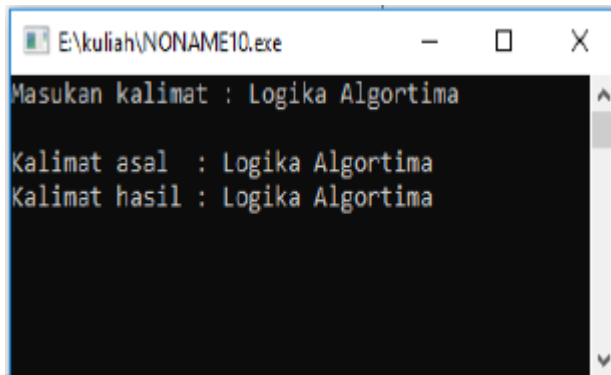 E:\kuliah\NONAME10.exe
Masukan kalimat : Logika Algortima
Kalimat asal : Logika Algortima
Kalimat hasil : Logika Algortima